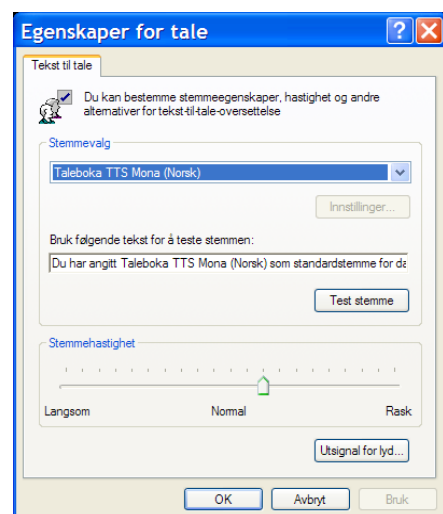 Egenskaper for tale
Tekst til tale
Du kan bestemme stemmeegenskaper, hastighet og andre
alternativer for tekst-til-tale-oversettelse
Stemmevalg
Taleboka TTS Mona (Norsk)
Innstillinger...
Bruk følgende tekst for å teste stemmen:
Du har angitt Taleboka TTS Mona (Norsk) som standardstemme for da
Test stemme
Stemmehastighet
Langsom Normal Rask
Utsignal for lyd...
OK Avbryt Bruk